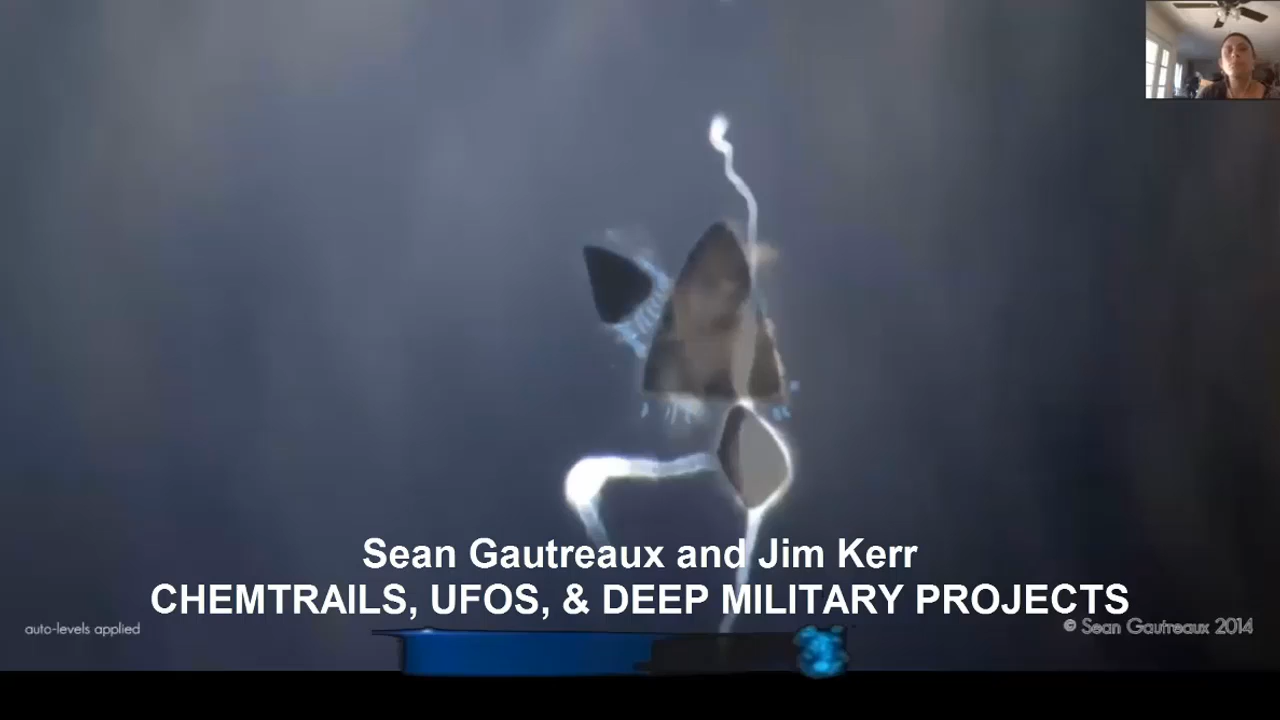 Sean Gautreaux and Jim Kerr
CHEMTRAILS, UFOS, & DEEP MILITARY PROJECTS
auto-levels applied
© Sean Gautreaux 2014